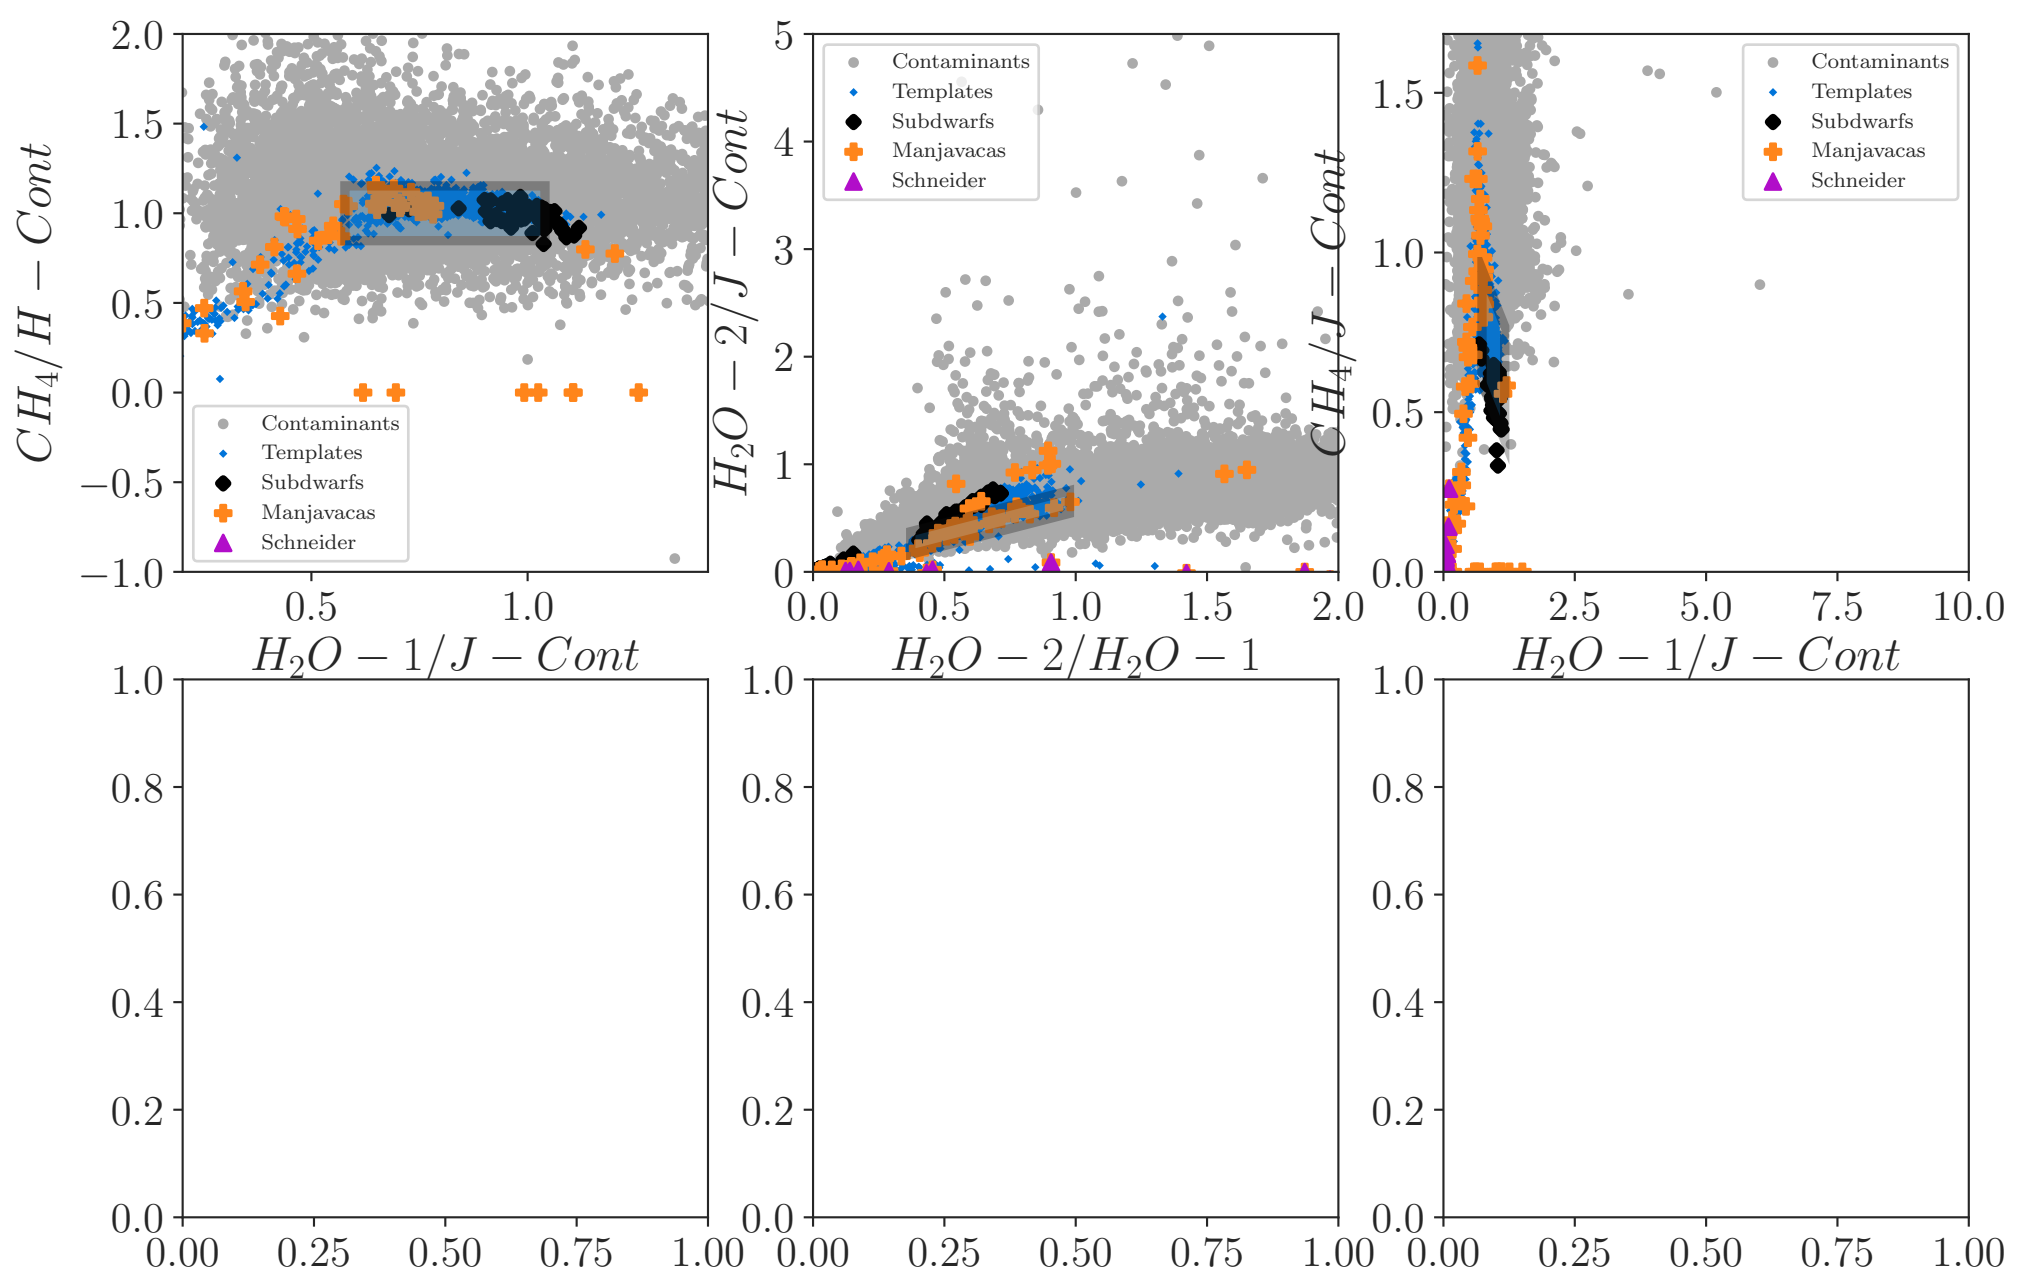 CH₄/H − Cont
2.0
1.5
1.0
0.5
0.0
−0.5
−1.0
Contaminants
Templates
Subdwarfs
Manjavacas
Schneider
0.5 1.0
H₂O − 1/J − Cont
H₂O − 2/J − Cont
5
4
3
2
1
0
Contaminants
Templates
Subdwarfs
Manjavacas
Schneider
0.0 0.5 1.0 1.5 2.0
H₂O − 2/H₂O − 1
CH₄/J − Cont
1.5
1.0
0.5
0.0
Contaminants
Templates
Subdwarfs
Manjavacas
Schneider
0.0 2.5 5.0 7.5 10.0
H₂O − 1/J − Cont
1.0
0.8
0.6
0.4
0.2
0.0
0.00 0.25 0.50 0.75 1.00
1.0
0.8
0.6
0.4
0.2
0.0
0.00 0.25 0.50 0.75 1.00
1.0
0.8
0.6
0.4
0.2
0.0
0.00 0.25 0.50 0.75 1.00